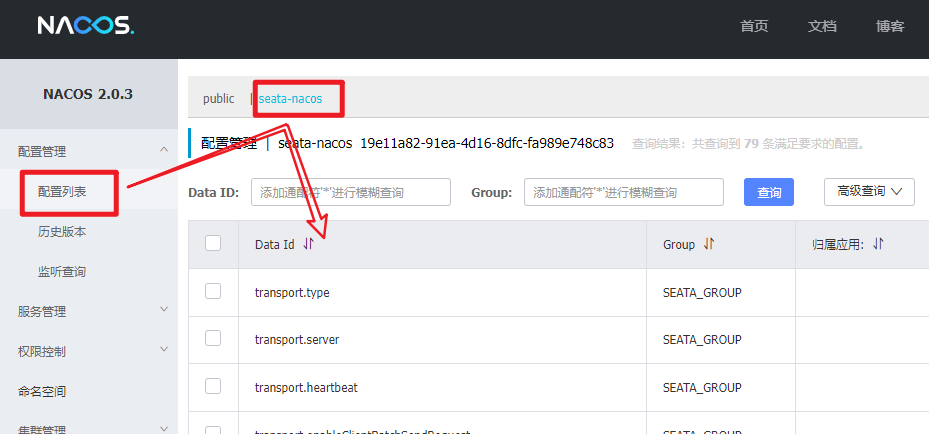 NACOS.
首页 文档 博客
NACOS 2.0.3
public | seata-nacos
配置管理
配置管理 | seata-nacos 19e11a82-91ea-4d16-8dfc-fa989e748c83 查询结果：共查询到 79 条满足要求的配置。
配置列表
Data ID: 添加通配符'*'进行模糊查询 Group: 添加通配符'*'进行模糊查询 查询 高级查询
历史版本
Data Id Group 归属应用:
监听查询
transport.type SEATA_GROUP
服务管理
transport.server SEATA_GROUP
权限控制
transport.heartbeat SEATA_GROUP
命名空间
集群管理
transport.enableClientBatchSendRequest SEATA_GROUP